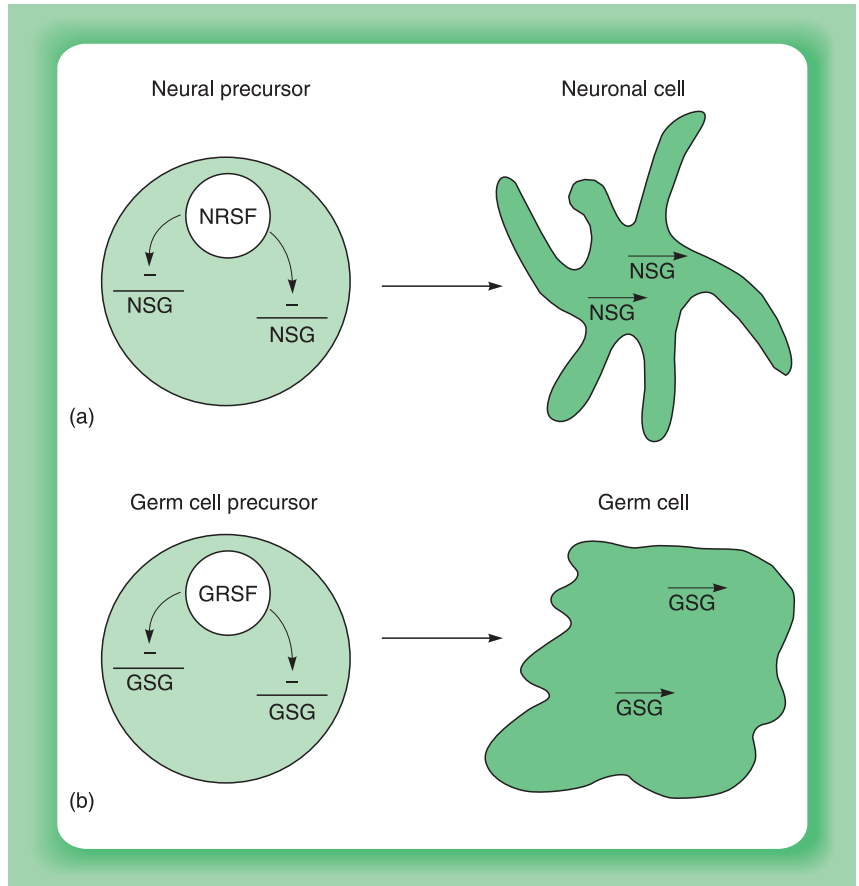 Neural precursor
Neuronal cell
NRSF
–
NSG
–
NSG
NSG
NSG
(a)
Germ cell precursor
Germ cell
GRSF
–
GSG
–
GSG
GSG
GSG
(b)